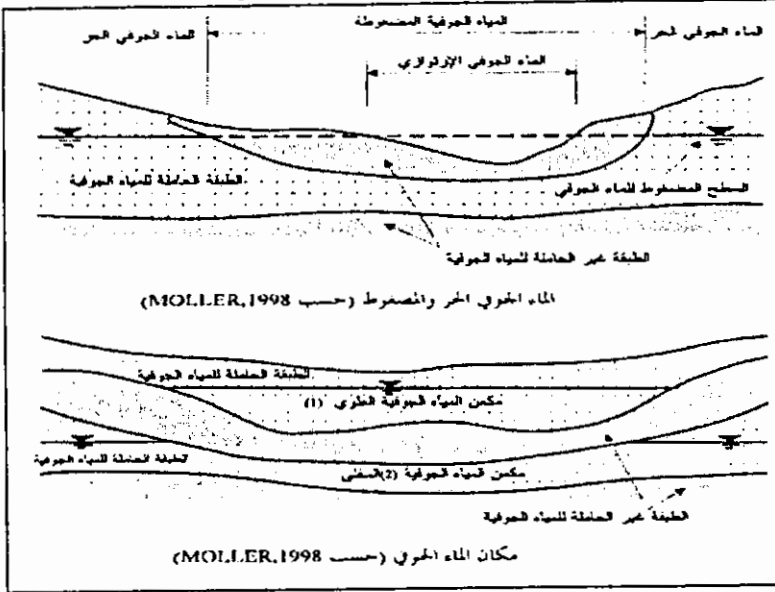 المياه الجوفية المضغوطة
الماء الجوفي الحر
الماء الجوفي الحر
الماء الجوفي الإرتوازي
الطبقة الحاملة للمياه الجوفية
السطح المضغوط للماء الجوفي
الطبقة غير الحاملة للمياه الجوفية
الماء الجوفي الحر والمضغوط (حسب MOLLER,1998)
الطبقة الحاملة للمياه الجوفية
مكمن المياه الجوفية العلوي (1)
الطبقة الحاملة للمياه الجوفية
مكمن المياه الجوفية (2) السفلي
الطبقة غير الحاملة للمياه الجوفية
مكان الماء الجوفي (حسب MOLLER,1998)